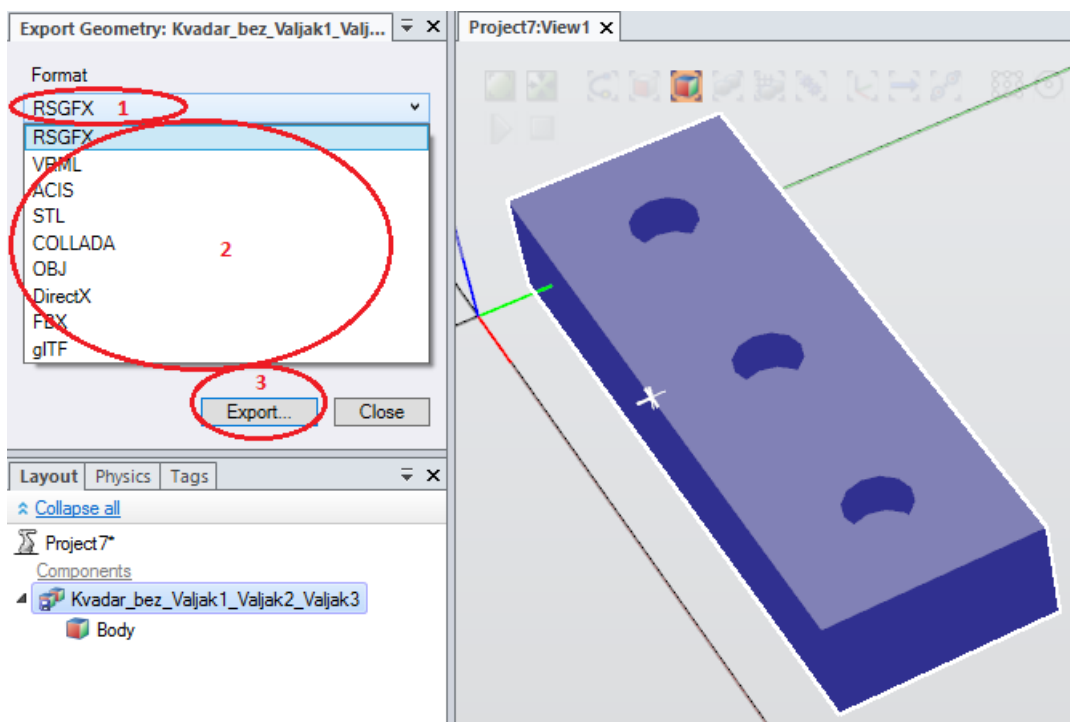 Export Geometry: Kvadar_bez_Valjak1_Valj...
Format
RSGFX 1
RSGFX
VRML
ACIS
STL
COLLADA
2
OBJ
DirectX
FBX
glTF
3
Export...
Close
Layout
Physics
Tags
Collapse all
Project7*
Components
Kvadar_bez_Valjak1_Valjak2_Valjak3
Body
Project7:View1